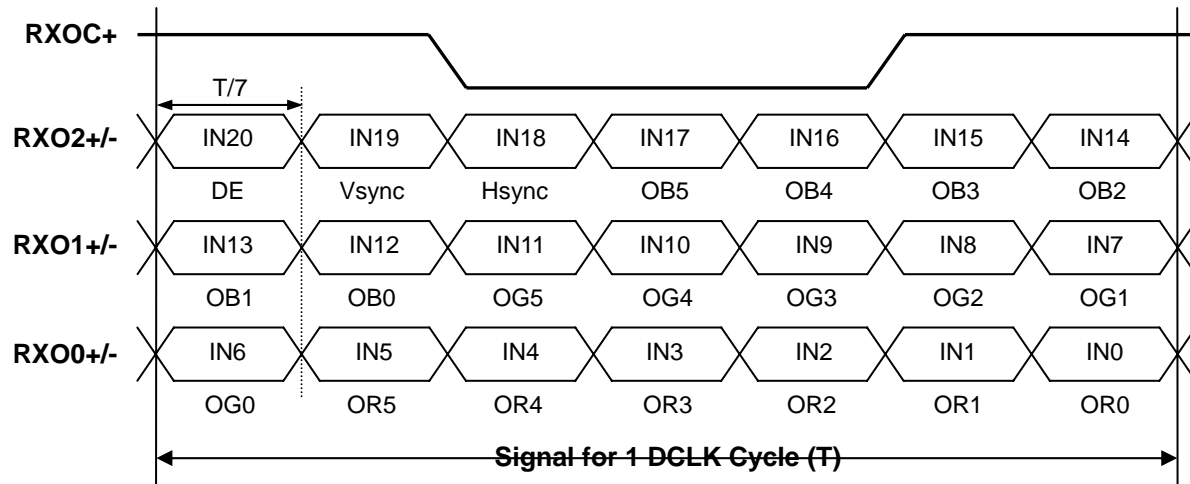 RXOC+
T/7
RXO2+/- IN20 IN19 IN18 IN17 IN16 IN15 IN14
DE Vsync Hsync OB5 OB4 OB3 OB2
RXO1+/- IN13 IN12 IN11 IN10 IN9 IN8 IN7
OB1 OB0 OG5 OG4 OG3 OG2 OG1
RXO0+/- IN6 IN5 IN4 IN3 IN2 IN1 IN0
OG0 OR5 OR4 OR3 OR2 OR1 OR0
Signal for 1 DCLK Cycle (T)